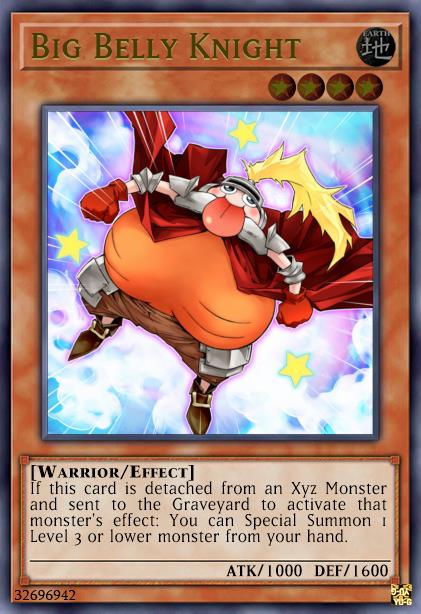 BIG BELLY KNIGHT
EARTH
地
[WARRIOR/EFFECT]
If this card is detached from an Xyz Monster
and sent to the Graveyard to activate that
monster's effect: You can Special Summon 1
Level 3 or lower monster from your hand.
ATK/1000 DEF/1600
32696942